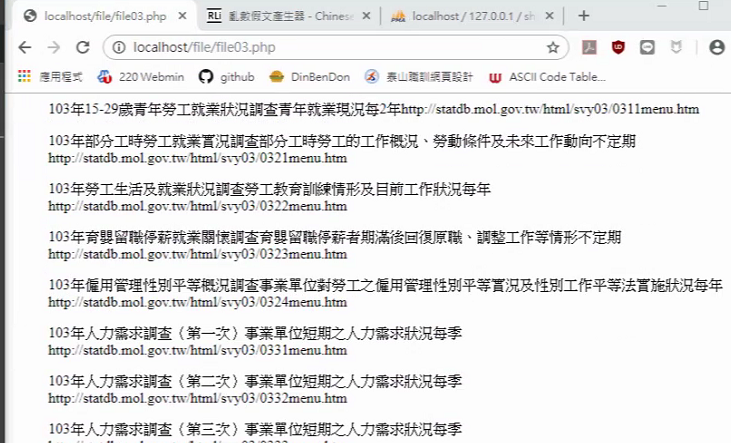 localhost/file/file03.php
亂數假文產生器 - Chinese
localhost / 127.0.0.1 / sh
localhost/file/file03.php
應用程式
220 Webmin
github
DinBenDon
泰山職訓網頁設計
ASCII Code Table...
103年15-29歲青年勞工就業狀況調查青年就業現況每2年http://statdb.mol.gov.tw/html/svy03/0311menu.htm
103年部分工時勞工就業實況調查部分工時勞工的工作概況、勞動條件及未來工作動向不定期
http://statdb.mol.gov.tw/html/svy03/0321menu.htm
103年勞工生活及就業狀況調查勞工教育訓練情形及目前工作狀況每年
http://statdb.mol.gov.tw/html/svy03/0322menu.htm
103年育嬰留職停薪就業關懷調查育嬰留職停薪者期滿後回復原職、調整工作等情形不定期
http://statdb.mol.gov.tw/html/svy03/0323menu.htm
103年僱用管理性別平等概況調查事業單位對勞工之僱用管理性別平等實況及性別工作平等法實施狀況每年
http://statdb.mol.gov.tw/html/svy03/0324menu.htm
103年人力需求調查〈第一次〉事業單位短期之人力需求狀況每季
http://statdb.mol.gov.tw/html/svy03/0331menu.htm
103年人力需求調查〈第二次〉事業單位短期之人力需求狀況每季
http://statdb.mol.gov.tw/html/svy03/0332menu.htm
103年人力需求調查〈第三次〉事業單位短期之人力需求狀況每季